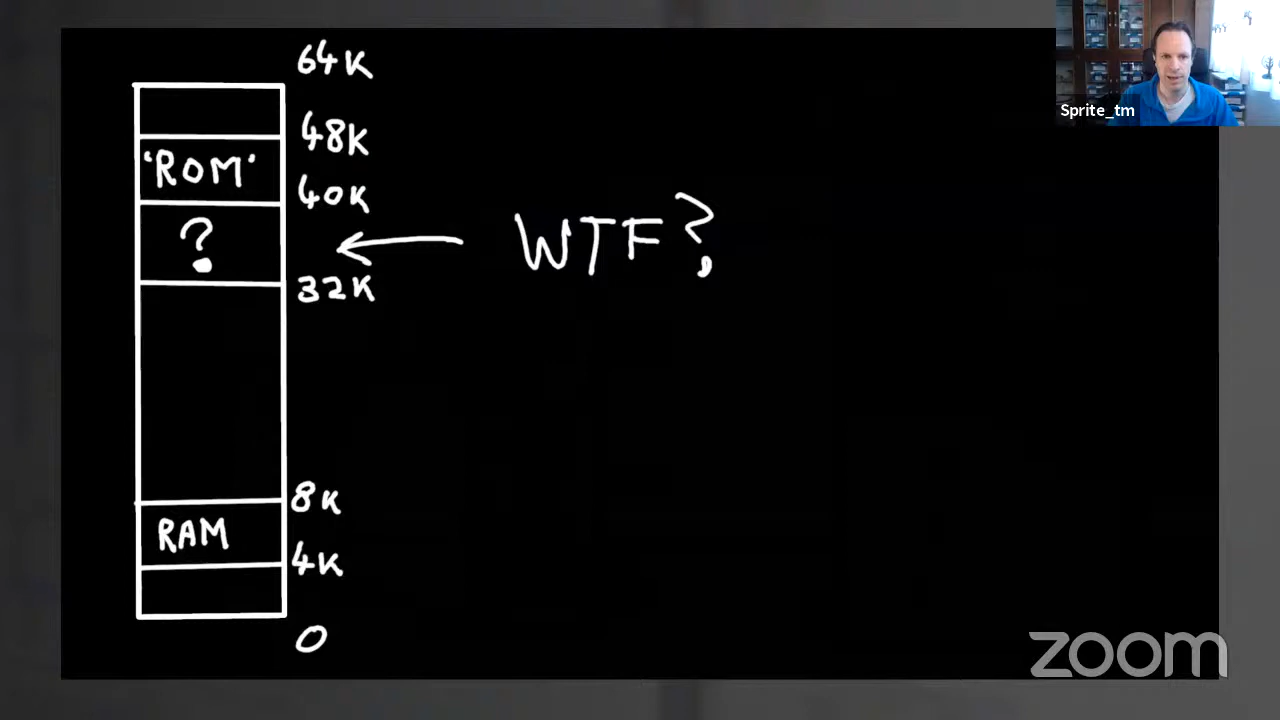 64K
48K
'ROM'
40K
? WTF?
32K
8K
RAM
4K
0
Sprite_tm
zoom